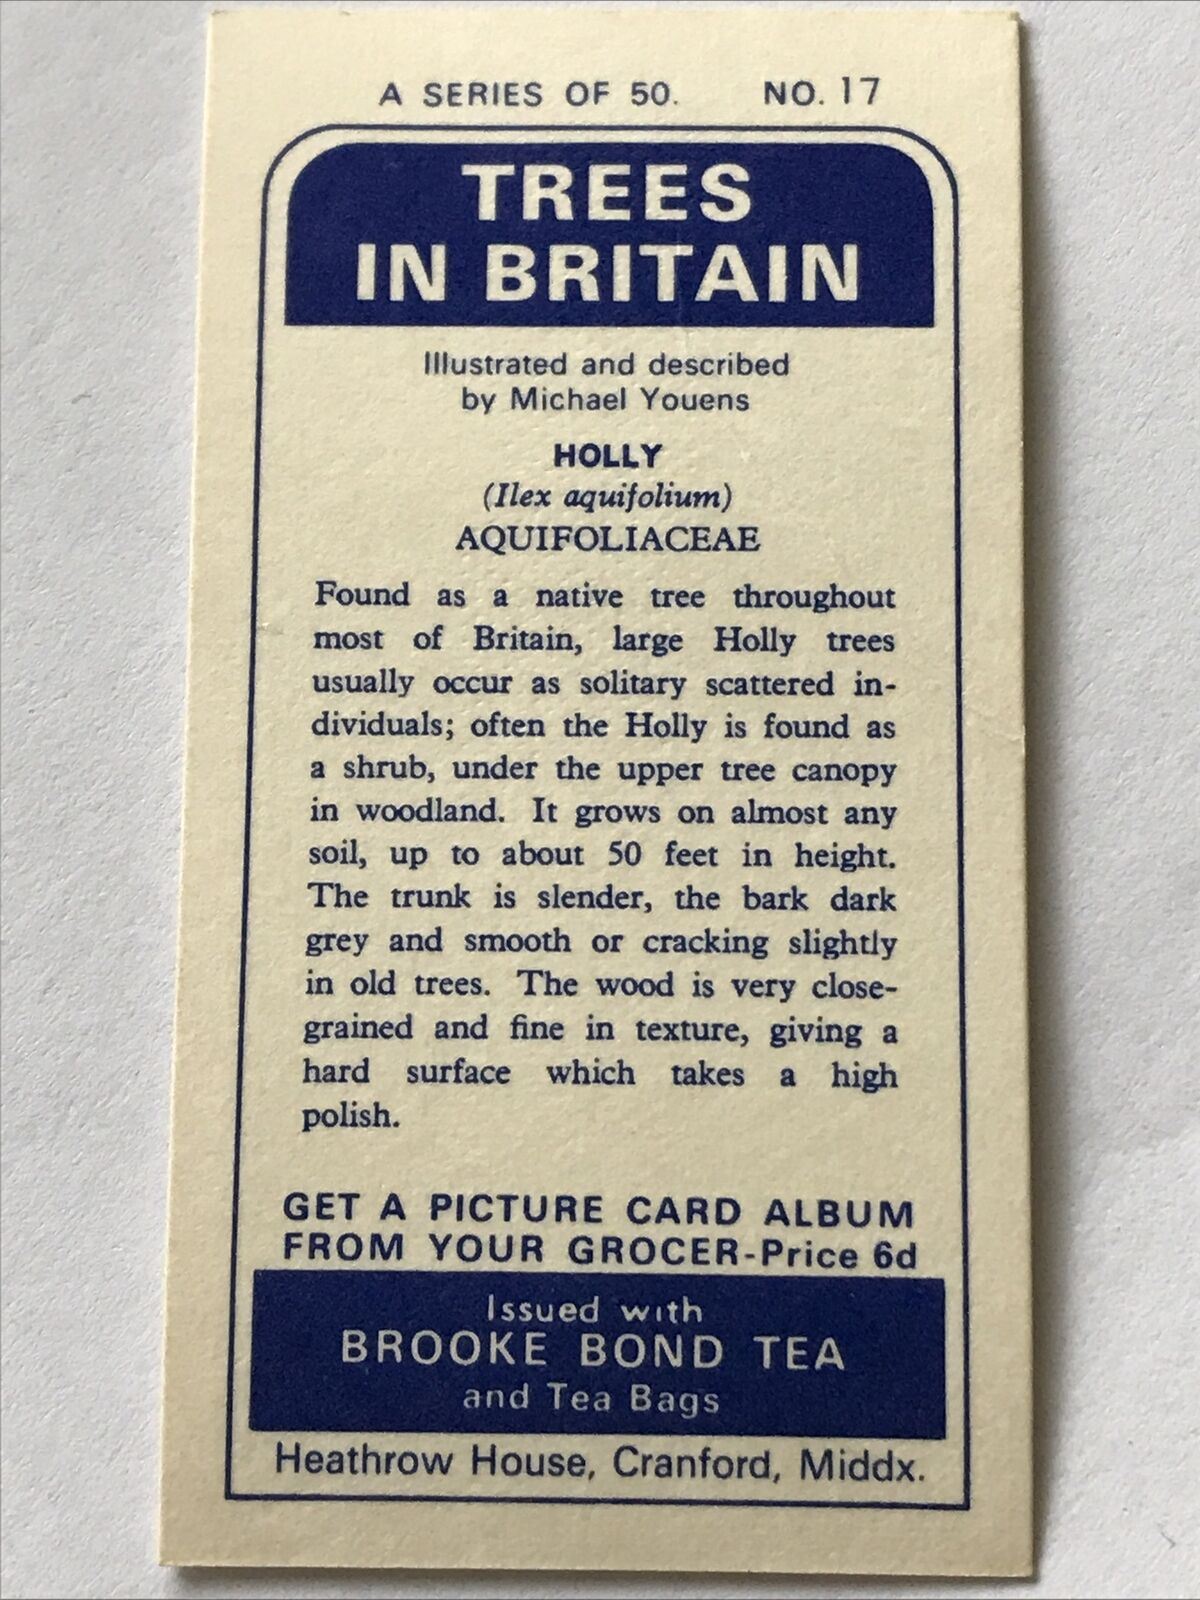 A SERIES OF 50. NO. 17
TREES
IN BRITAIN
Illustrated and described
by Michael Youens
HOLLY
(Ilex aquifolium)
AQUIFOLIACEAE
Found as a native tree throughout
most of Britain, large Holly trees
usually occur as solitary scattered in-
dividuals; often the Holly is found as
a shrub, under the upper tree canopy
in woodland. It grows on almost any
soil, up to about 50 feet in height.
The trunk is slender, the bark dark
grey and smooth or cracking slightly
in old trees. The wood is very close-
grained and fine in texture, giving a
hard surface which takes a high
polish.
GET A PICTURE CARD ALBUM
FROM YOUR GROCER-Price 6d
Issued with
BROOKE BOND TEA
and Tea Bags
Heathrow House, Cranford, Middx.